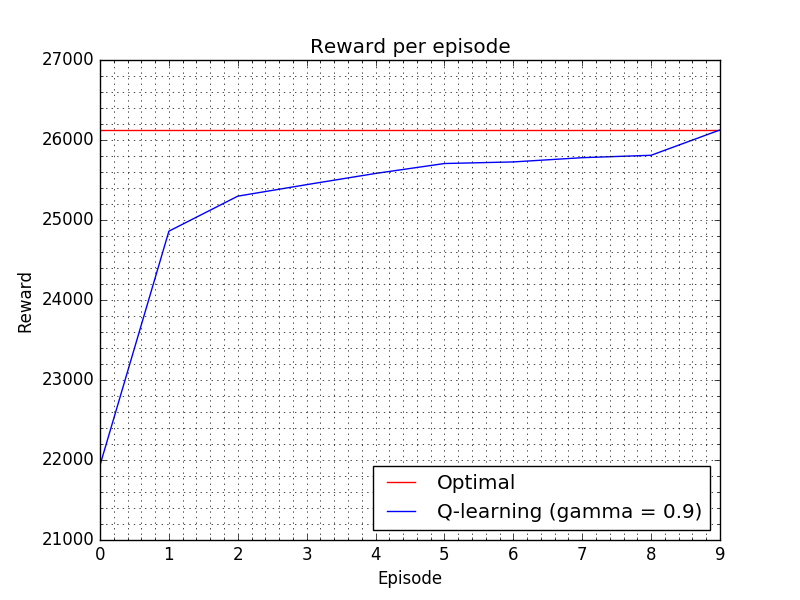 Reward per episode
27000
26000
25000
24000
23000
22000
21000
Reward
Optimal
Q-learning (gamma = 0.9)
0 1 2 3 4 5 6 7 8 9
Episode